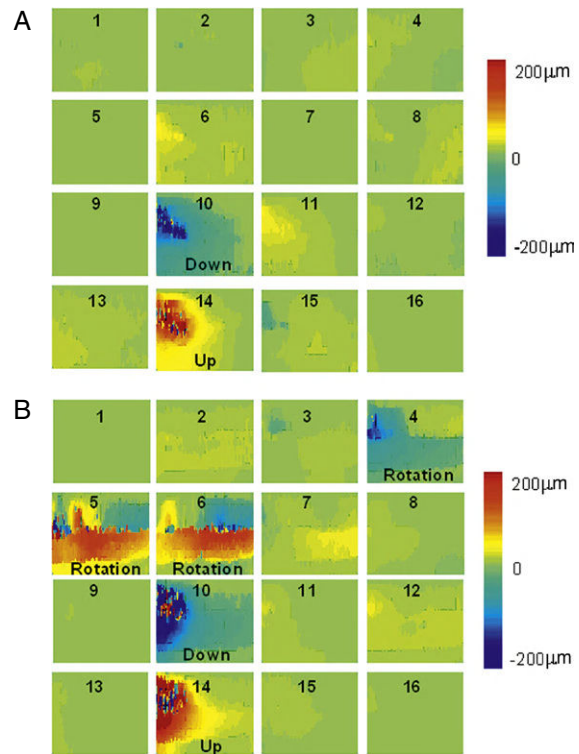 A
1 2 3 4
200µm
5 6 7 8
0
9 10 11 12
-200µm
Down
13 14 15 16
Up
B
1 2 3 4
Rotation
200µm
5 6 7 8
Rotation Rotation
0
9 10 11 12
Down
-200µm
13 14 15 16
Up